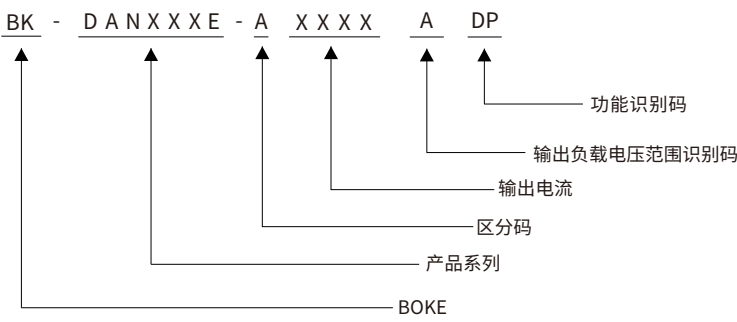 BK - DANXXXE - A XXXX A DP
功能识别码
输出负载电压范围识别码
输出电流
区分码
产品系列
BOKE